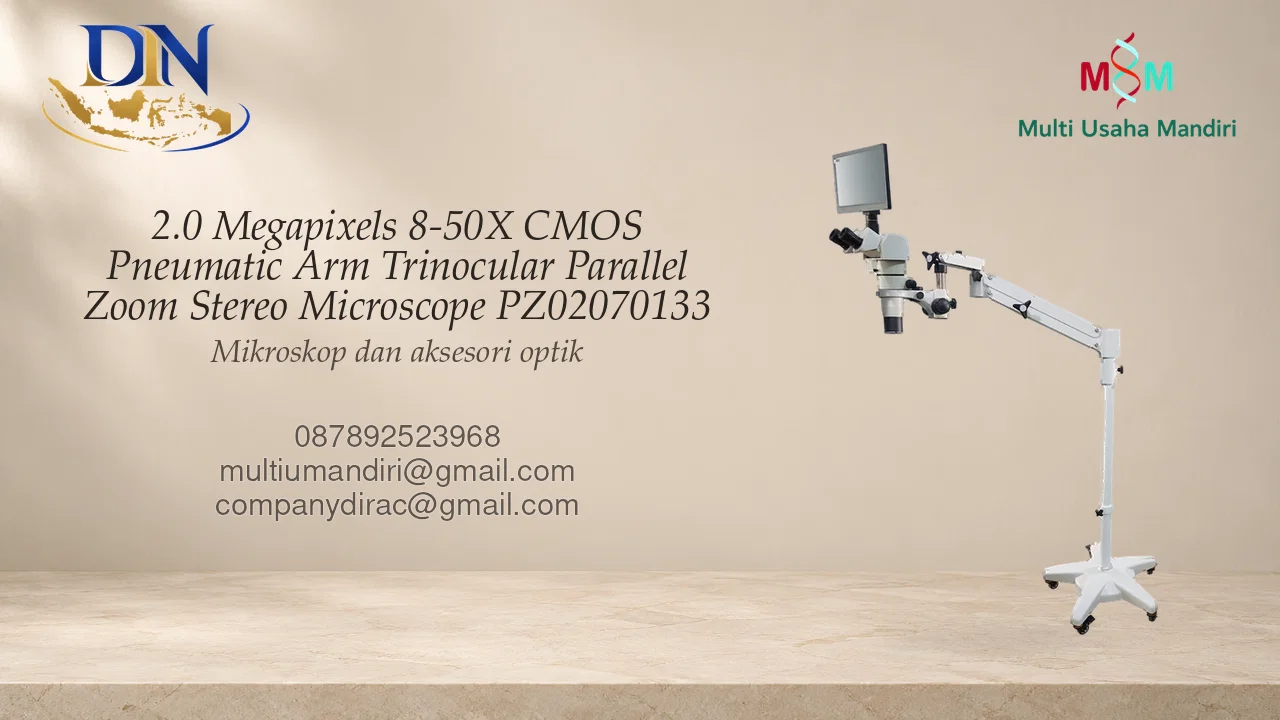 DIN
M M
Multi Usaha Mandiri
2.0 Megapixels 8-50X CMOS
Pneumatic Arm Trinocular Parallel
Zoom Stereo Microscope PZ02070133
Mikroskop dan aksesori optik
087892523968
multiumandiri@gmail.com
companydirac@gmail.com